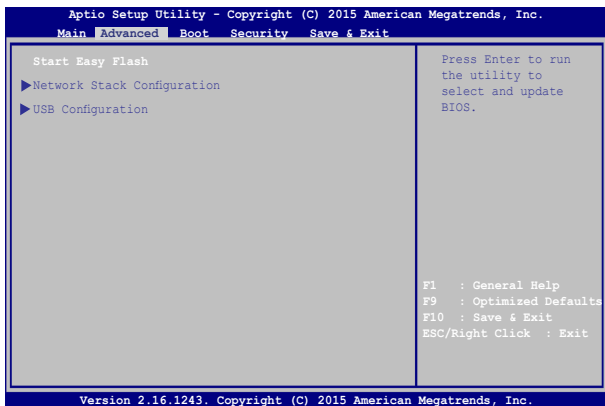 Aptio Setup Utility - Copyright (C) 2015 American Megatrends, Inc.
Main Advanced Boot Security Save & Exit
Start Easy Flash
Network Stack Configuration
USB Configuration
Press Enter to run
the utility to
select and update
BIOS.
F1 : General Help
F9 : Optimized Defaults
F10 : Save & Exit
ESC/Right Click : Exit
Version 2.16.1243. Copyright (C) 2015 American Megatrends, Inc.